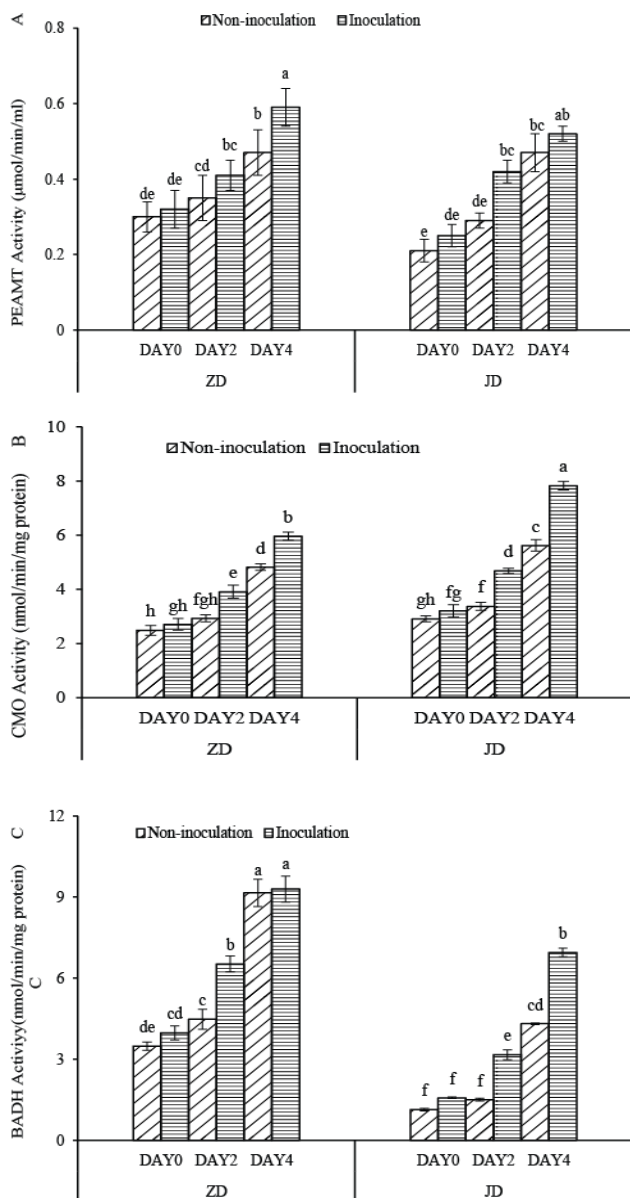 A
Non-inoculation Inoculation
PEAMT Activity (μmol/min/ml)
0.8
0.6
0.4
0.2
0
de de cd bc b a
e de de bc bc ab
DAY0 DAY2 DAY4 DAY0 DAY2 DAY4
ZD JD
B
Non-inoculation Inoculation
CMO Activity (nmol/min/mg protein)
10
8
6
4
2
0
h gh fgh e d b
gh fg f d c a
DAY0 DAY2 DAY4 DAY0 DAY2 DAY4
ZD JD
C
Non-inoculation Inoculation
BADH Activiyy(nmol/min/mg protein)
C
12
9
6
3
0
de cd c b a a
f f f e cd b
DAY0 DAY2 DAY4 DAY0 DAY2 DAY4
ZD JD